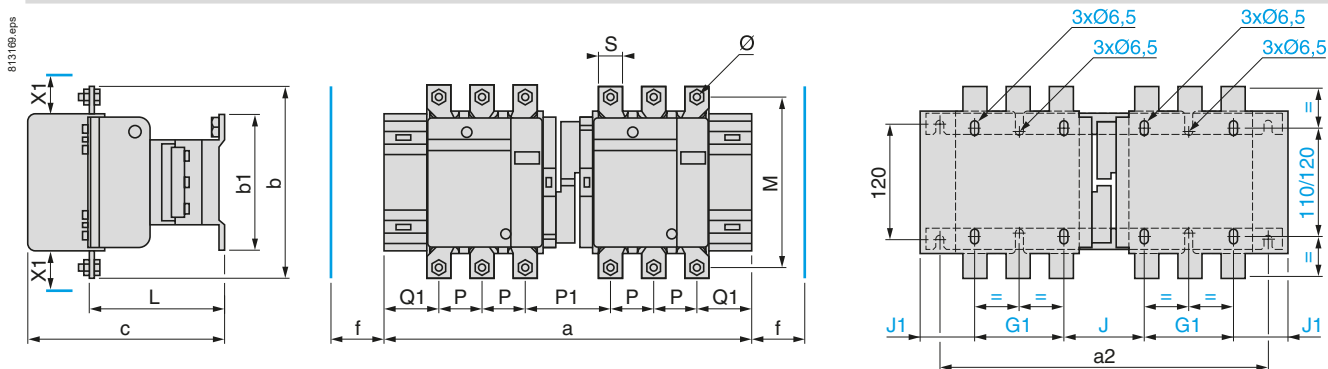 813169.eps
X1
X1
b1
b
L
c
S
Ø
M
Q1
P
P
P1
P
P
Q1
f
a
f
3xØ6,5
3xØ6,5
3xØ6,5
3xØ6,5
120
=
110/120
=
=
=
=
=
J1
G1
J
G1
J1
a2